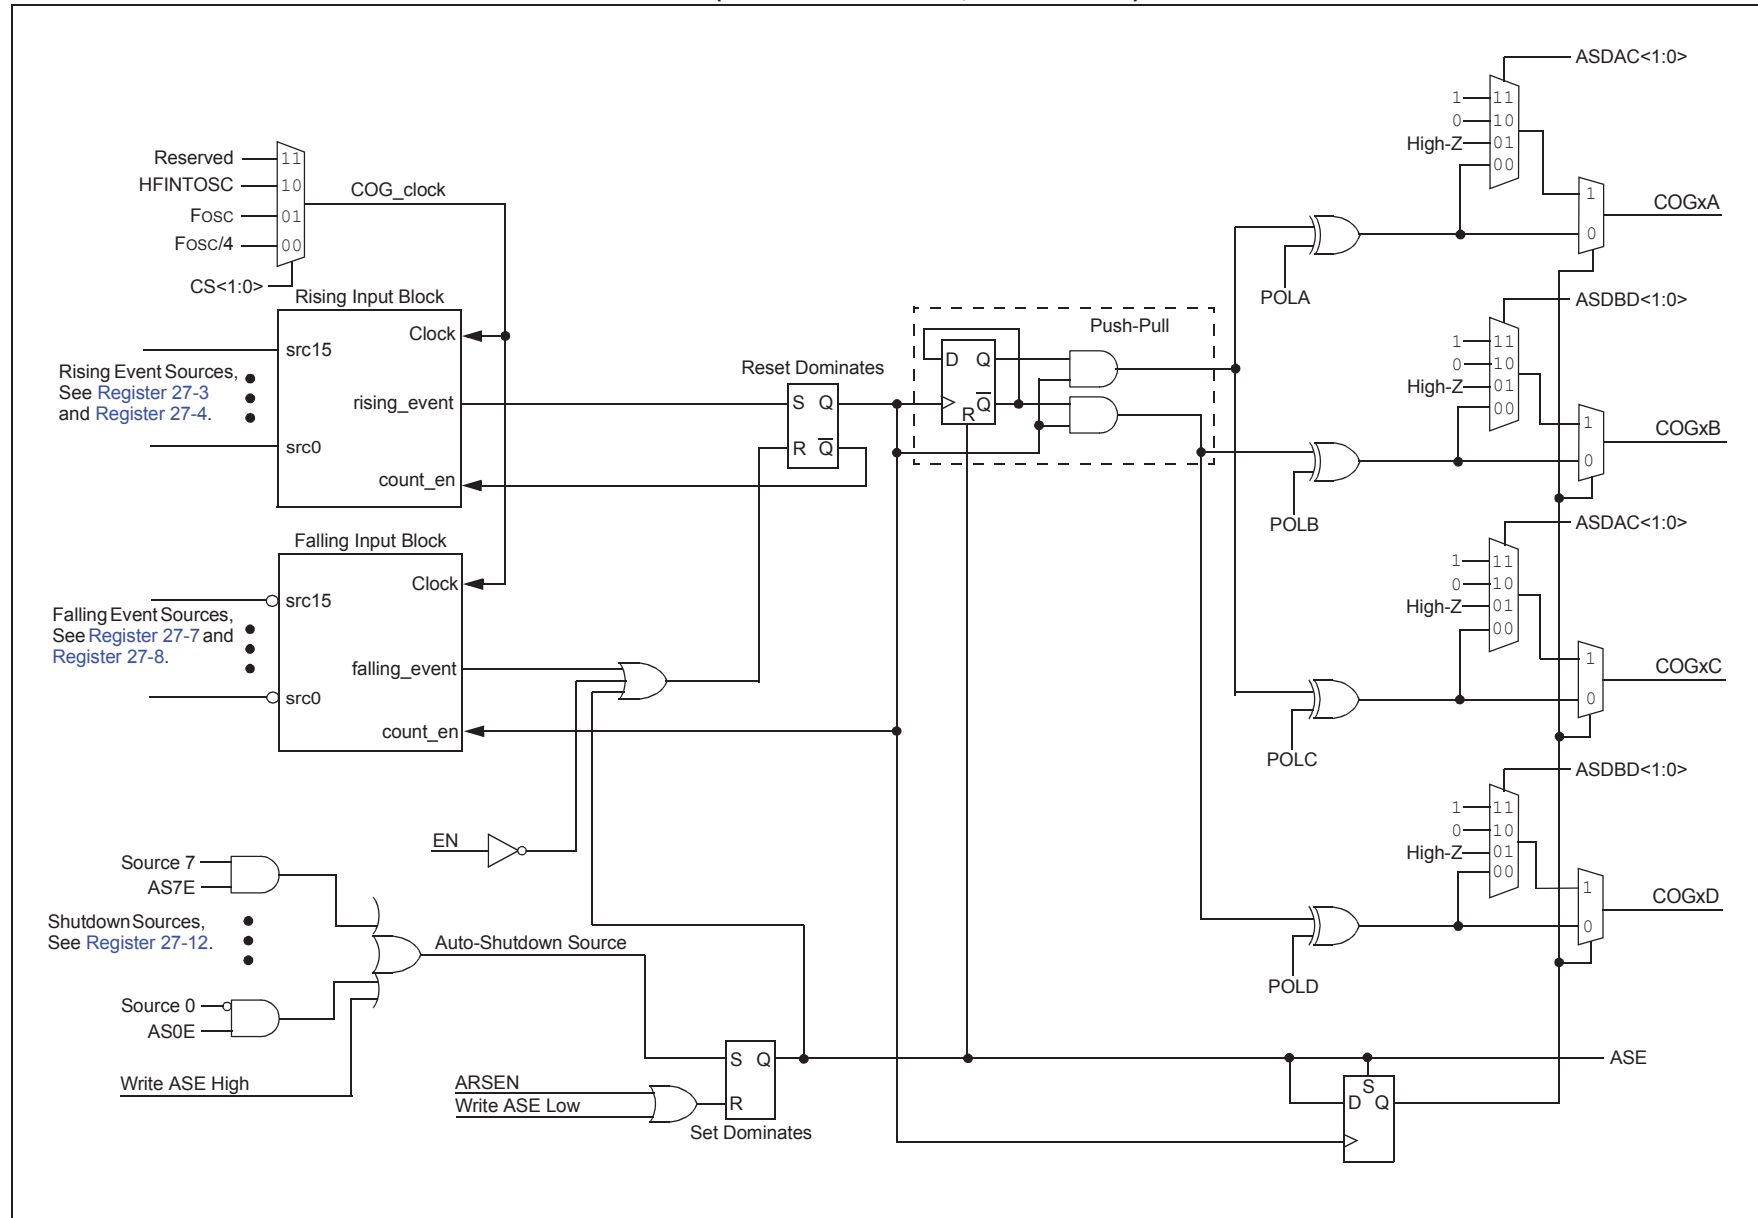 ASDAC<1:0>
1 11
0 10
High-Z 01
00
1
0
COGxA
POLA
Reserved 11
HFINTOSC 10
FOSC 01
FOSC/4 00
CS<1:0>
COG_clock
Rising Input Block
Clock
src15
Rising Event Sources,
See Register 27-3
and Register 27-4.
rising_event
src0
count_en
Reset Dominates
S Q
R Q
Push-Pull
D Q
R Q
ASDBD<1:0>
1 11
0 10
High-Z 01
00
1
0
COGxB
POLB
Falling Input Block
Clock
src15
Falling Event Sources,
See Register 27-7 and
Register 27-8.
falling_event
src0
count_en
ASDAC<1:0>
1 11
0 10
High-Z 01
00
1
0
COGxC
POLC
EN
Source 7
AS7E
Shutdown Sources,
See Register 27-12.
Source 0
AS0E
Write ASE High
Auto-Shutdown Source
ASDBD<1:0>
1 11
0 10
High-Z 01
00
1
0
COGxD
POLD
ARSEN
Write ASE Low
S Q
R
Set Dominates
ASE
S
D Q